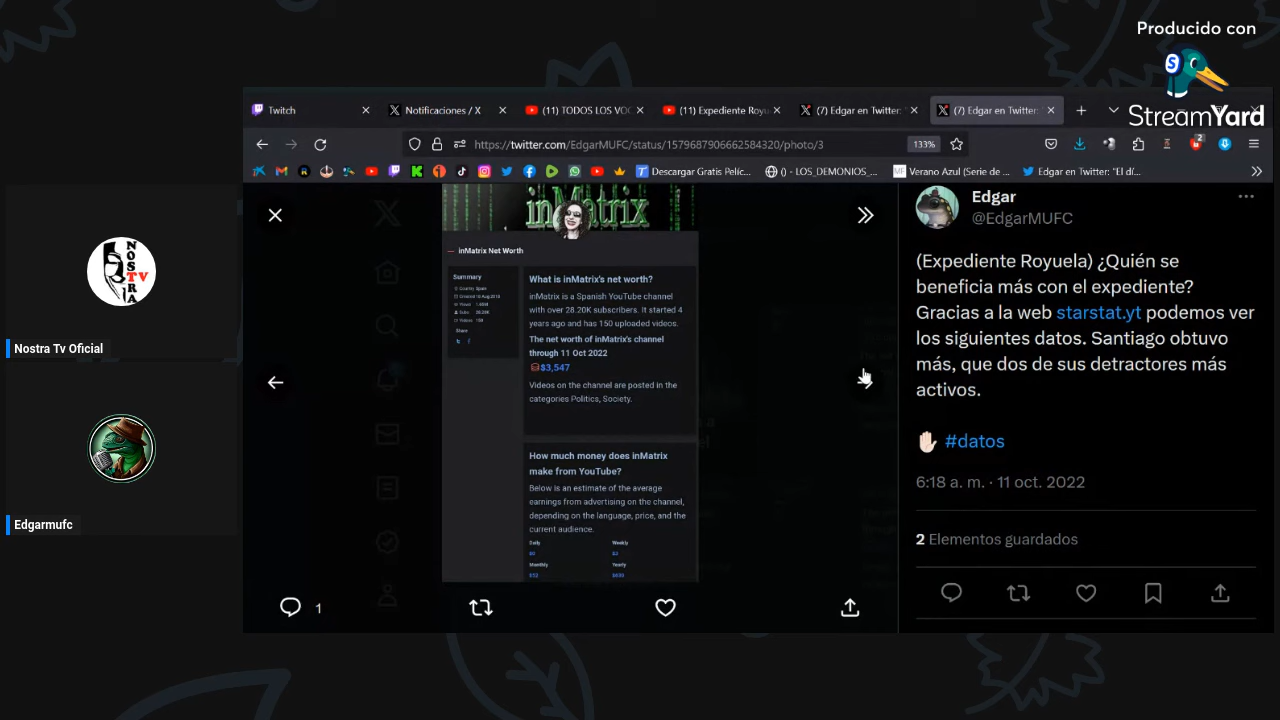 Producido con
StreamYard
Twitch
Notificaciones / X
(11) TODOS LOS VOC
(11) Expediente Royu
(7) Edgar en Twitter: "
(7) Edgar en Twitter: "
https://twitter.com/EdgarMUFC/status/1579687906662584320/photo/3
133%
Descargar Gratis Pelíc...
() - LOS_DEMONIOS_...
Verano Azul (Serie de ...
Edgar en Twitter: "El dí...
NOSTRA TV
Nostra Tv Oficial
Edgarmufc
inMatrix
inMatrix Net Worth
Summary
Country Spain
Share
What is inMatrix's net worth?
inMatrix is a Spanish YouTube channel
with over 28.20K subscribers. It started 4
years ago and has 150 uploaded videos.
The net worth of inMatrix's channel
through 11 Oct 2022
$3,547
Videos on the channel are posted in the
categories Politics, Society.
How much money does inMatrix
make from YouTube?
Below is an estimate of the average
earnings from advertising on the channel,
depending on the language, price, and the
current audience.
Daily
Weekly
Monthly
Yearly
1
Edgar
@EdgarMUFC
(Expediente Royuela) ¿Quién se
beneficia más con el expediente?
Gracias a la web starstat.yt podemos ver
los siguientes datos. Santiago obtuvo
más, que dos de sus detractores más
activos.
#datos
6:18 a. m. · 11 oct. 2022
2 Elementos guardados